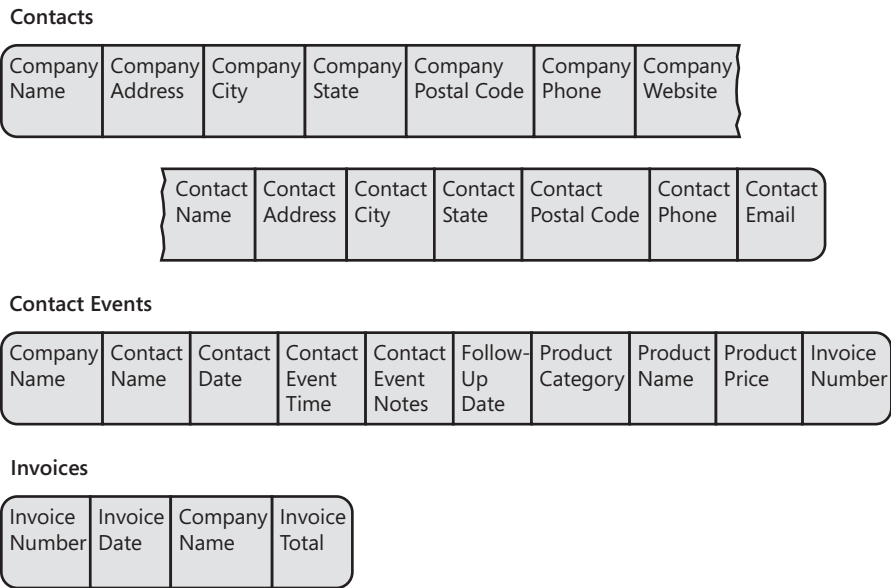 Contacts
Company Name
Company Address
Company City
Company State
Company Postal Code
Company Phone
Company Website
Contact Name
Contact Address
Contact City
Contact State
Contact Postal Code
Contact Phone
Contact Email
Contact Events
Company Name
Contact Name
Contact Date
Contact Event Time
Contact Event Notes
Follow-Up Date
Product Category
Product Name
Product Price
Invoice Number
Invoices
Invoice Number
Invoice Date
Company Name
Invoice Total